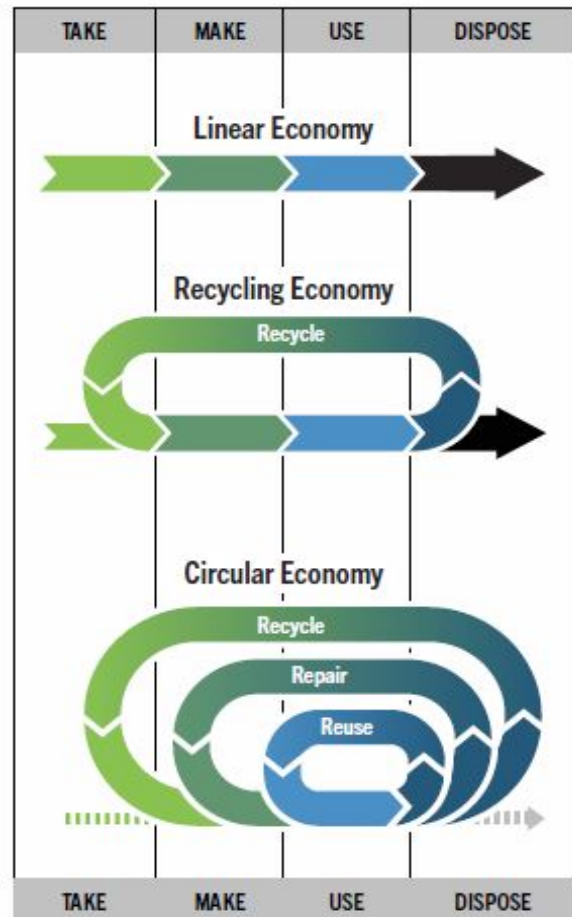 TAKE MAKE USE DISPOSE
Linear Economy
Recycling Economy
Recycle
Circular Economy
Recycle
Repair
Reuse
TAKE MAKE USE DISPOSE